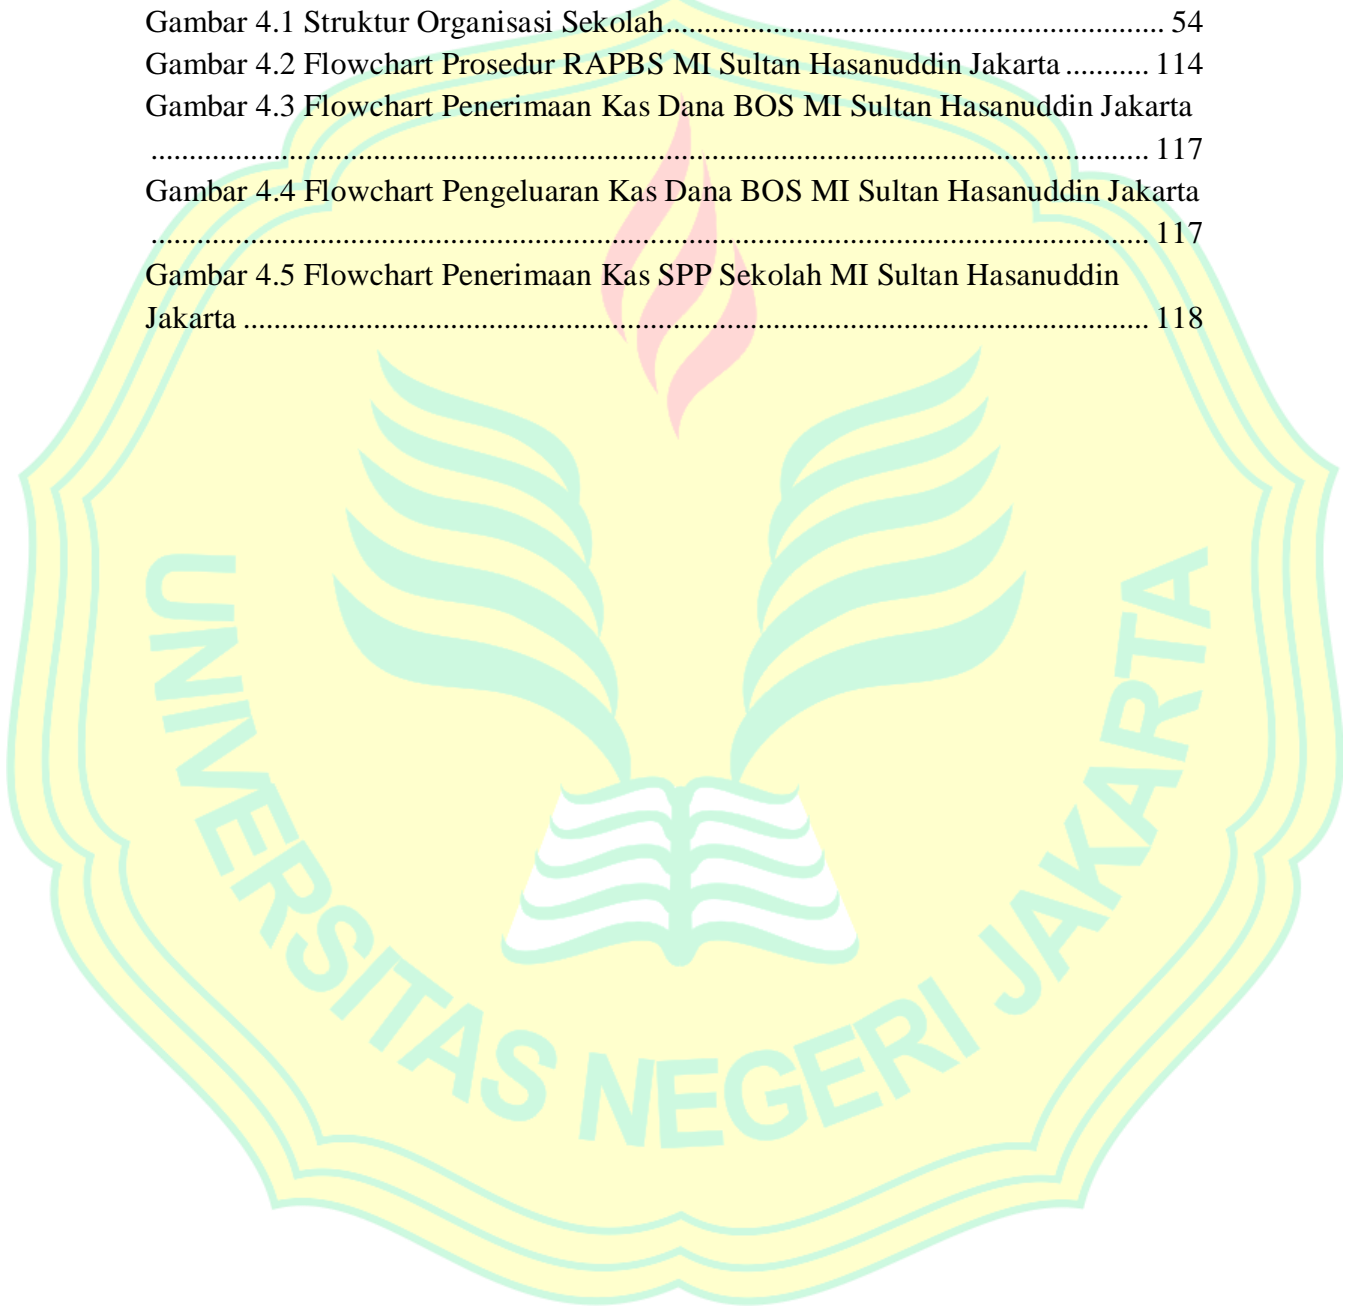 Gambar 4.1 Struktur Organisasi Sekolah................................................................. 54
Gambar 4.2 Flowchart Prosedur RAPBS MI Sultan Hasanuddin Jakarta ........... 114
Gambar 4.3 Flowchart Penerimaan Kas Dana BOS MI Sultan Hasanuddin Jakarta
.................................................................................................................................. 117
Gambar 4.4 Flowchart Pengeluaran Kas Dana BOS MI Sultan Hasanuddin Jakarta
.................................................................................................................................. 117
Gambar 4.5 Flowchart Penerimaan Kas SPP Sekolah MI Sultan Hasanuddin
Jakarta ...................................................................................................................... 118
UNIVERSITAS NEGERI JAKARTA